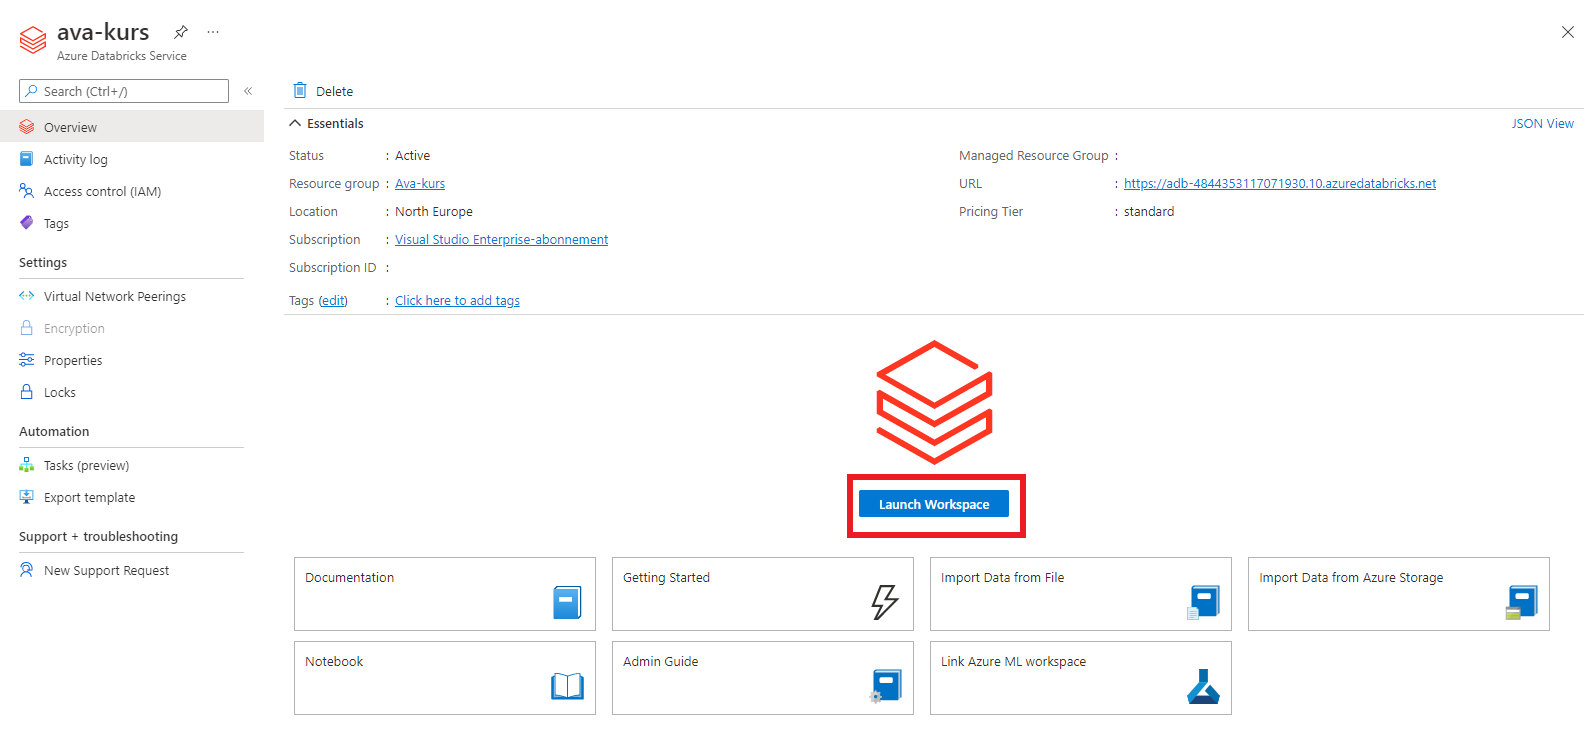 ava-kurs
Azure Databricks Service
Search (Ctrl+/)
Overview
Activity log
Access control (IAM)
Tags
Settings
Virtual Network Peerings
Encryption
Properties
Locks
Automation
Tasks (preview)
Export template
Support + troubleshooting
New Support Request
Delete
Essentials
JSON View
Status : Active
Resource group : Ava-kurs
Location : North Europe
Subscription : Visual Studio Enterprise-abonnement
Subscription ID :
Tags (edit) : Click here to add tags
Managed Resource Group :
URL : https://adb-4844353117071930.10.azuredatabricks.net
Pricing Tier : standard
Launch Workspace
Documentation
Getting Started
Import Data from File
Import Data from Azure Storage
Notebook
Admin Guide
Link Azure ML workspace